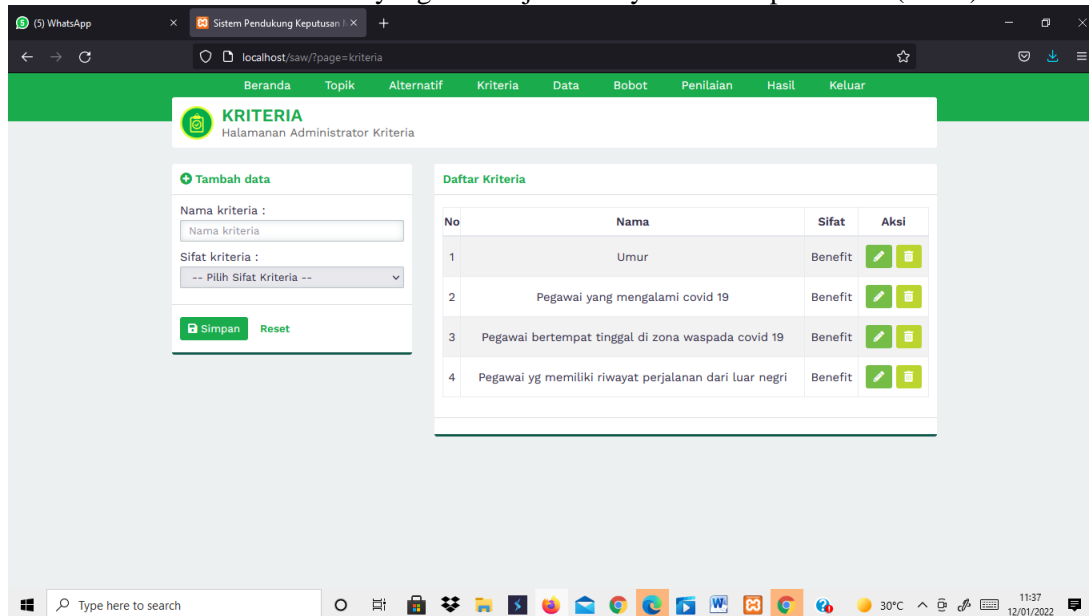 (5) WhatsApp
Sistem Pendukung Keputusan
localhost/saw/?page=kriteria
Beranda Topik Alternatif Kriteria Data Bobot Penilaian Hasil Keluar
KRITERIA
Halamanan Administrator Kriteria
Tambah data
Nama kriteria :
Nama kriteria
Sifat kriteria :
-- Pilih Sifat Kriteria --
Simpan Reset
Daftar Kriteria
No Nama Sifat Aksi
1 Umur Benefit
2 Pegawai yang mengalami covid 19 Benefit
3 Pegawai bertempat tinggal di zona waspada covid 19 Benefit
4 Pegawai yg memiliki riwayat perjalanan dari luar negri Benefit
Type here to search
30°C
11:37
12/01/2022